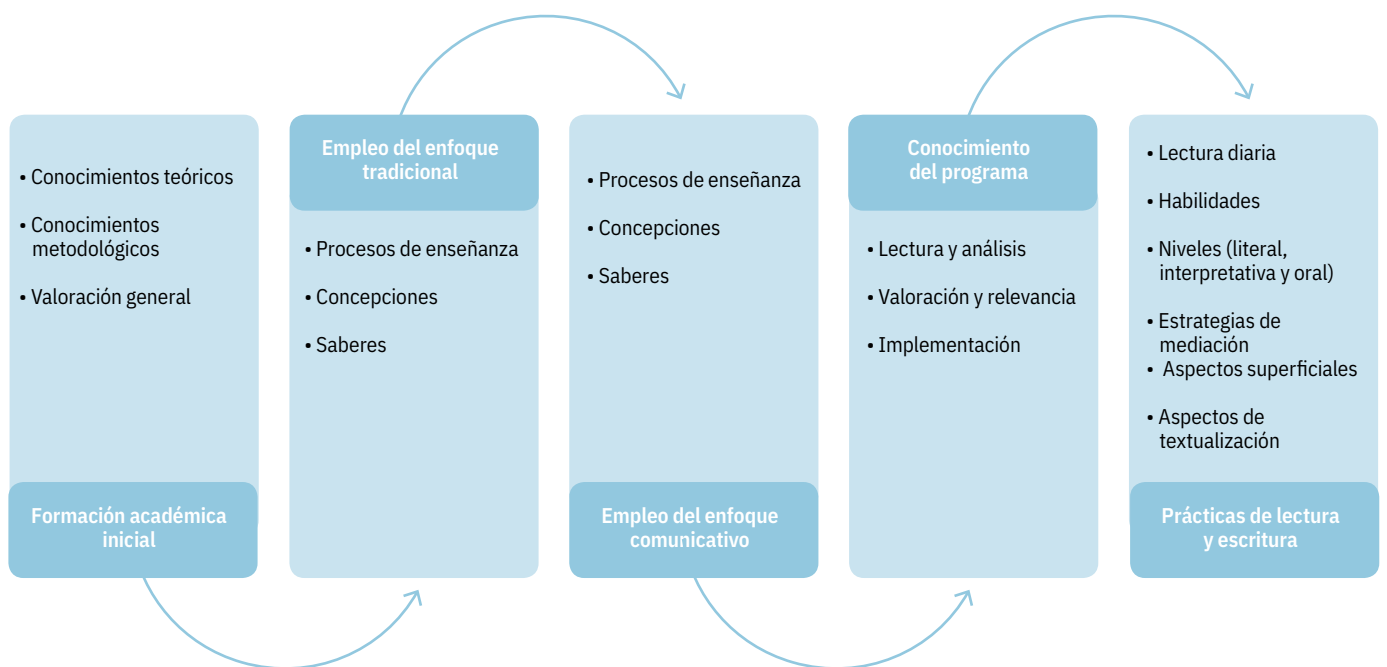 • Conocimientos teóricos
• Conocimientos
metodológicos
• Valoración general
Formación académica
inicial
Empleo del enfoque
tradicional
• Procesos de enseñanza
• Concepciones
• Saberes
• Procesos de enseñanza
• Concepciones
• Saberes
Empleo del enfoque
comunicativo
Conocimiento
del programa
• Lectura y análisis
• Valoración y relevancia
• Implementación
• Lectura diaria
• Habilidades
• Niveles (literal,
interpretativa y oral)
• Estrategias de
mediación
• Aspectos superficiales
• Aspectos de
textualización
Prácticas de lectura
y escritura